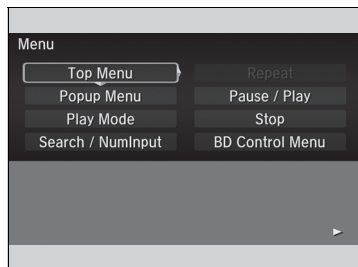 Menu
Top Menu
Repeat
Popup Menu
Pause / Play
Play Mode
Stop
Search / NumInput
BD Control Menu